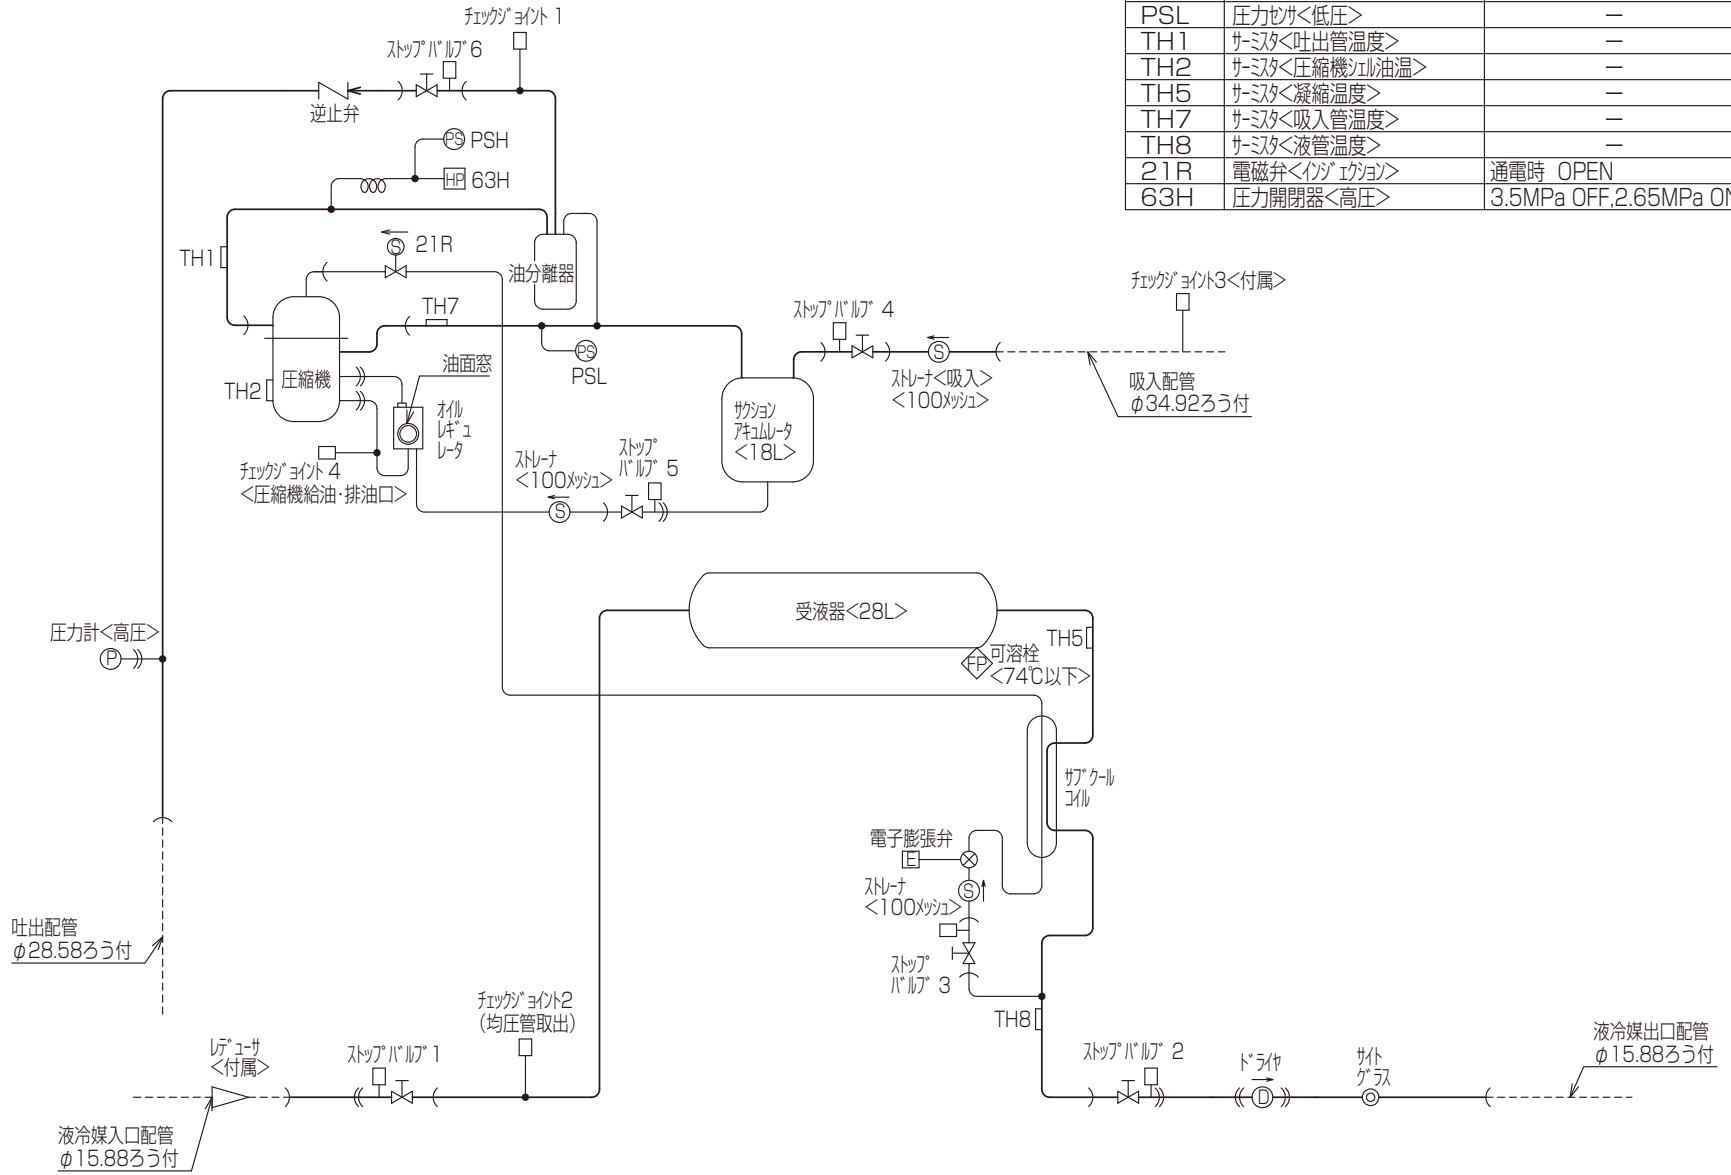 チェックジョイント 1
ストップバルブ 6
逆止弁
PS PSH
HP 63H
TH1
S 21R
油分離器
TH7
圧縮機
TH2
油面窓
PS
PSL
オイル
レギュ
レータ
チェックジョイント 4
<圧縮機給油・排油口>
ストレーナ
<100メッシュ>
S
ストップ
バルブ 5
サクション
アキュムレータ
<18L>
ストップバルブ 4
S
ストレーナ<吸入>
<100メッシュ>
チェックジョイント3<付属>
吸入配管
φ34.92ろう付
PSL 圧力センサ<低圧> −
TH1 サーミスタ<吐出管温度> −
TH2 サーミスタ<圧縮機シェル油温> −
TH5 サーミスタ<凝縮温度> −
TH7 サーミスタ<吸入管温度> −
TH8 サーミスタ<液管温度> −
21R 電磁弁<インジェクション> 通電時 OPEN
63H 圧力開閉器<高圧> 3.5MPa OFF,2.65MPa
圧力計<高圧>
P
受液器<28L>
FP 可溶栓
<74℃以下>
TH5
サブクール
コイル
電子膨張弁
E
ストレーナ
<100メッシュ>
S
ストップ
バルブ 3
TH8
吐出配管
φ28.58ろう付
レデューサ
<付属>
ストップバルブ 1
チェックジョイント2
(均圧管取出)
液冷媒入口配管
φ15.88ろう付
ストップバルブ 2
ドライヤ
D
サイト
グラス
液冷媒出口配管
φ15.88ろう付